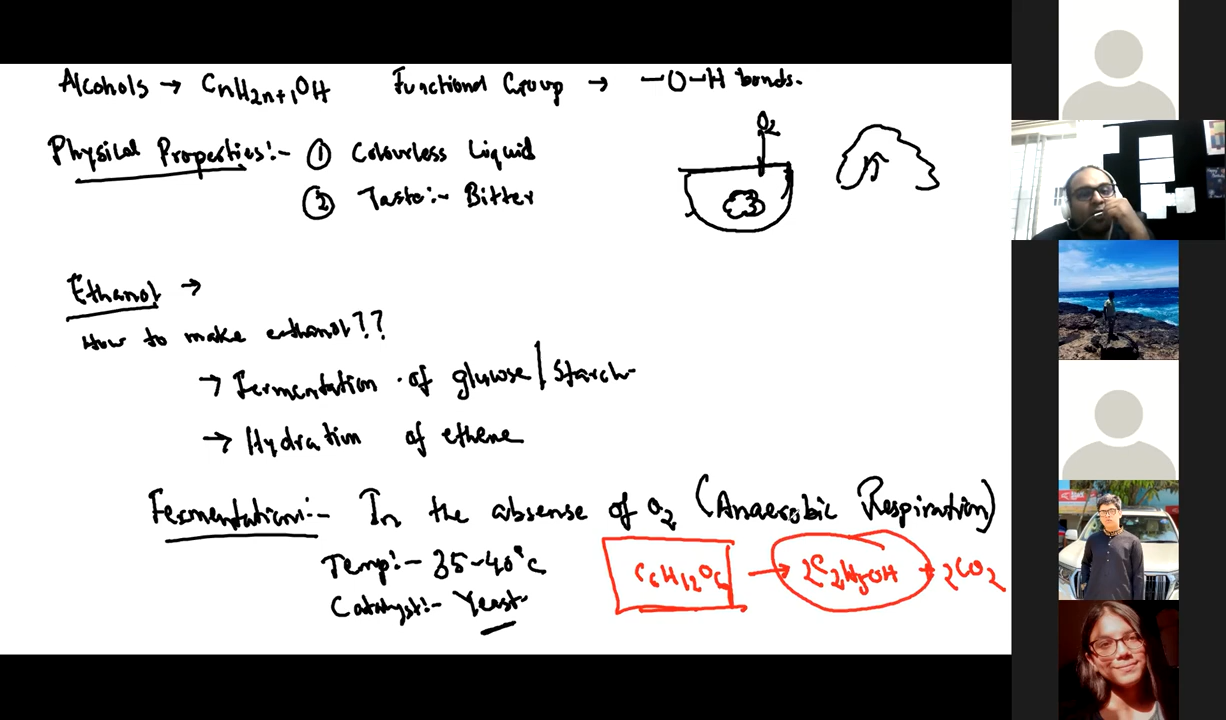 Alcohols → CnH2n+1OH Functional Group → —O—H bonds.
Physical Properties:- ① Colourless Liquid
② Taste:- Bitter
O2
Ethanol →
How to make ethanol??
→ Fermentation of glucose | Starch
→ Hydration of ethene
Fermentation:- In the absense of O2 (Anaerobic Respiration)
Temp:- 35-40°C
C6H12O6 → 2C2H5OH + 2CO2
Catalyst:- Yeast